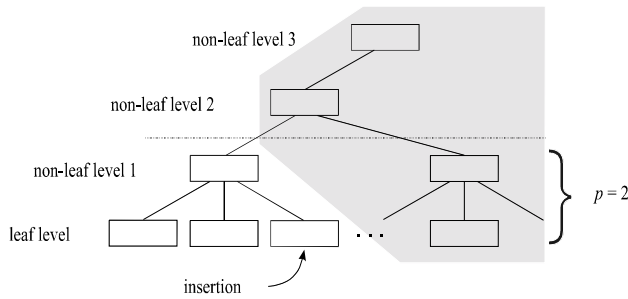 non-leaf level 3
non-leaf level 2
non-leaf level 1
p = 2
leaf level
. . .
insertion